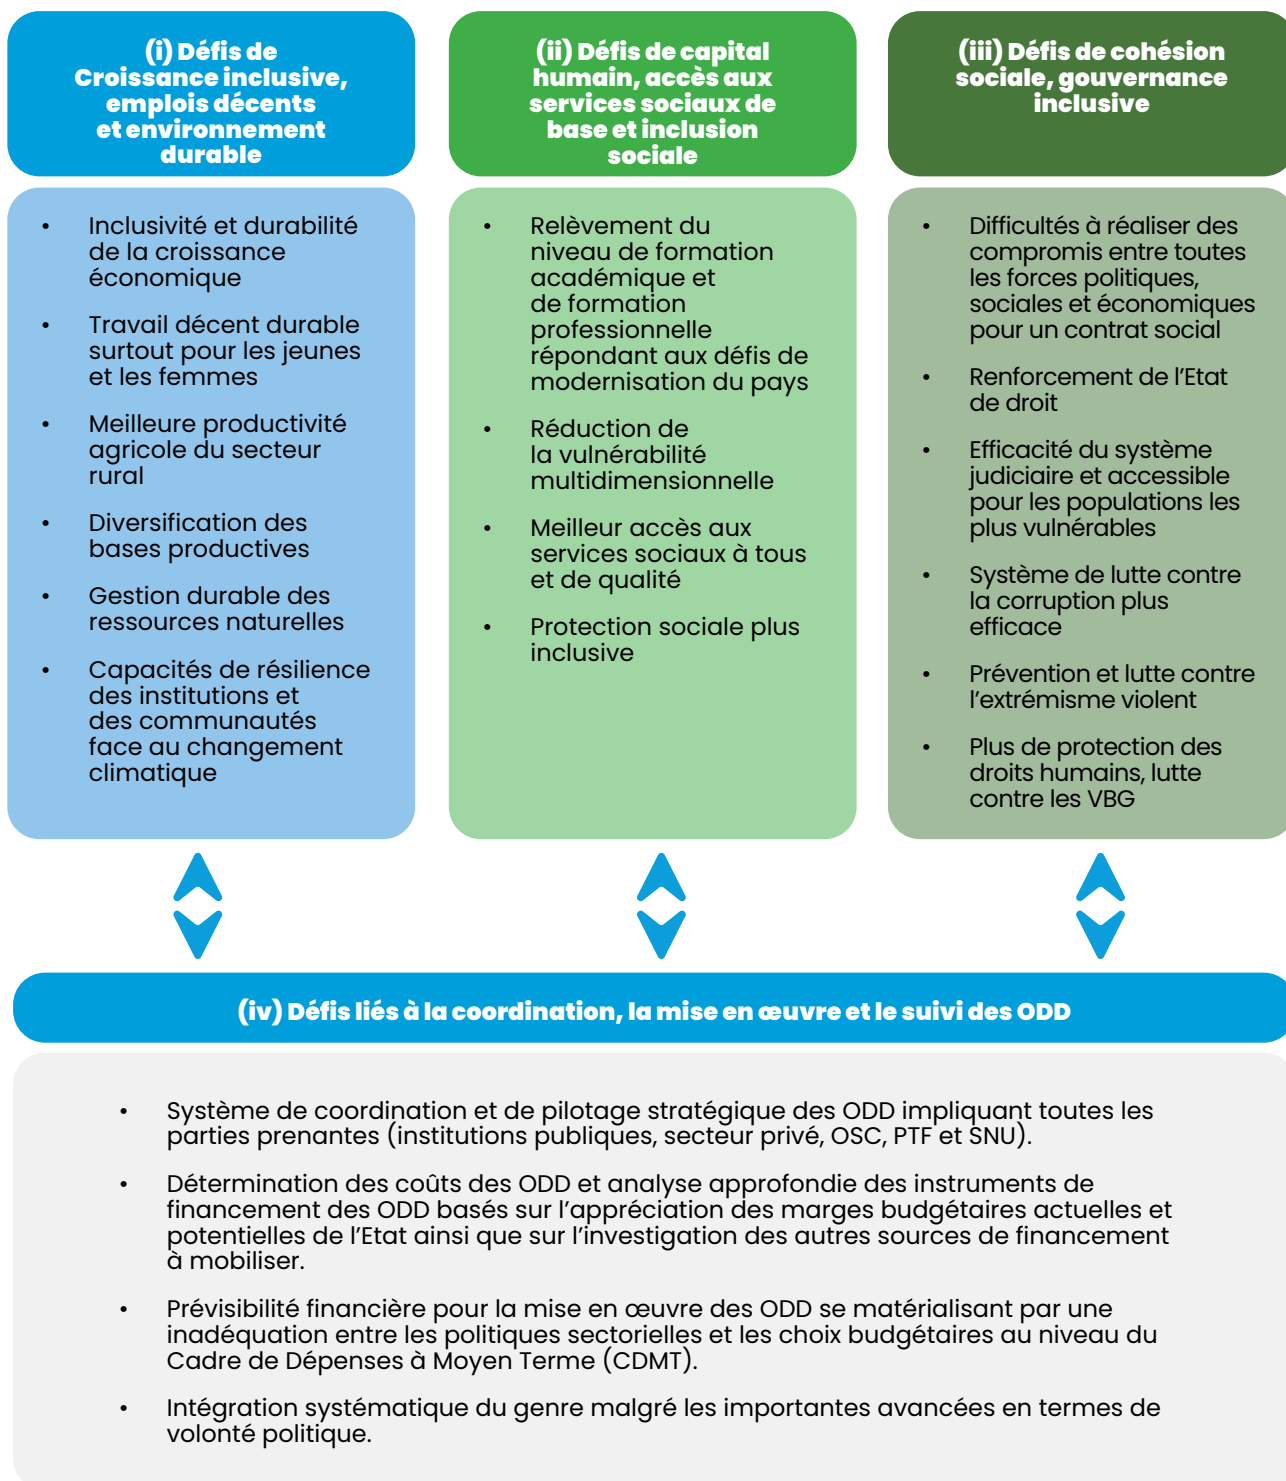 (i) Défis de
Croissance inclusive,
emplois décents
et environnement
durable
• Inclusivité et durabilité
de la croissance
économique
• Travail décent durable
surtout pour les jeunes
et les femmes
• Meilleure productivité
agricole du secteur
rural
• Diversification des
bases productives
• Gestion durable des
ressources naturelles
• Capacités de résilience
des institutions et
des communautés
face au changement
climatique
(ii) Défis de capital
humain, accès aux
services sociaux de
base et inclusion
sociale
• Relèvement du
niveau de formation
académique et
de formation
professionnelle
répondant aux défis de
modernisation du pays
• Réduction de
la vulnérabilité
multidimensionnelle
• Meilleur accès aux
services sociaux à tous
et de qualité
• Protection sociale plus
inclusive
(iii) Défis de cohésion
sociale, gouvernance
inclusive
• Difficultés à réaliser des
compromis entre toutes
les forces politiques,
sociales et économiques
pour un contrat social
• Renforcement de l'Etat
de droit
• Efficacité du système
judiciaire et accessible
pour les populations les
plus vulnérables
• Système de lutte contre
la corruption plus
efficace
• Prévention et lutte contre
l'extrémisme violent
• Plus de protection des
droits humains, lutte
contre les VBG
(iv) Défis liés à la coordination, la mise en œuvre et le suivi des ODD
• Système de coordination et de pilotage stratégique des ODD impliquant toutes les
parties prenantes (institutions publiques, secteur privé, OSC, PTF et SNU).
• Détermination des coûts des ODD et analyse approfondie des instruments de
financement des ODD basés sur l'appréciation des marges budgétaires actuelles et
potentielles de l'Etat ainsi que sur l'investigation des autres sources de financement
à mobiliser.
• Prévisibilité financière pour la mise en œuvre des ODD se matérialisant par une
inadéquation entre les politiques sectorielles et les choix budgétaires au niveau du
Cadre de Dépenses à Moyen Terme (CDMT).
• Intégration systématique du genre malgré les importantes avancées en termes de
volonté politique.